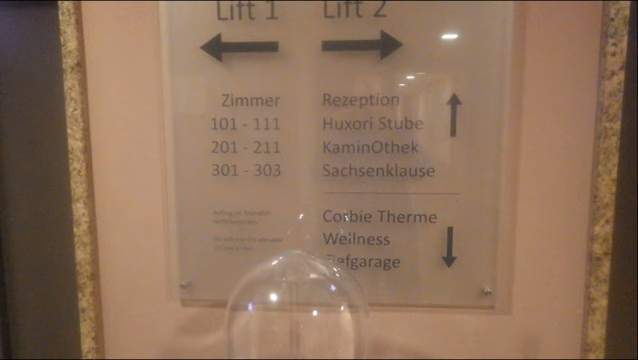 Lift 1
Lift 2
Zimmer
101 - 111
201 - 211
301 - 303
Rezeption
Huxori Stube
KaminOthek
Sachsenklause
Corbie Therme
Wellness
Tiefgarage